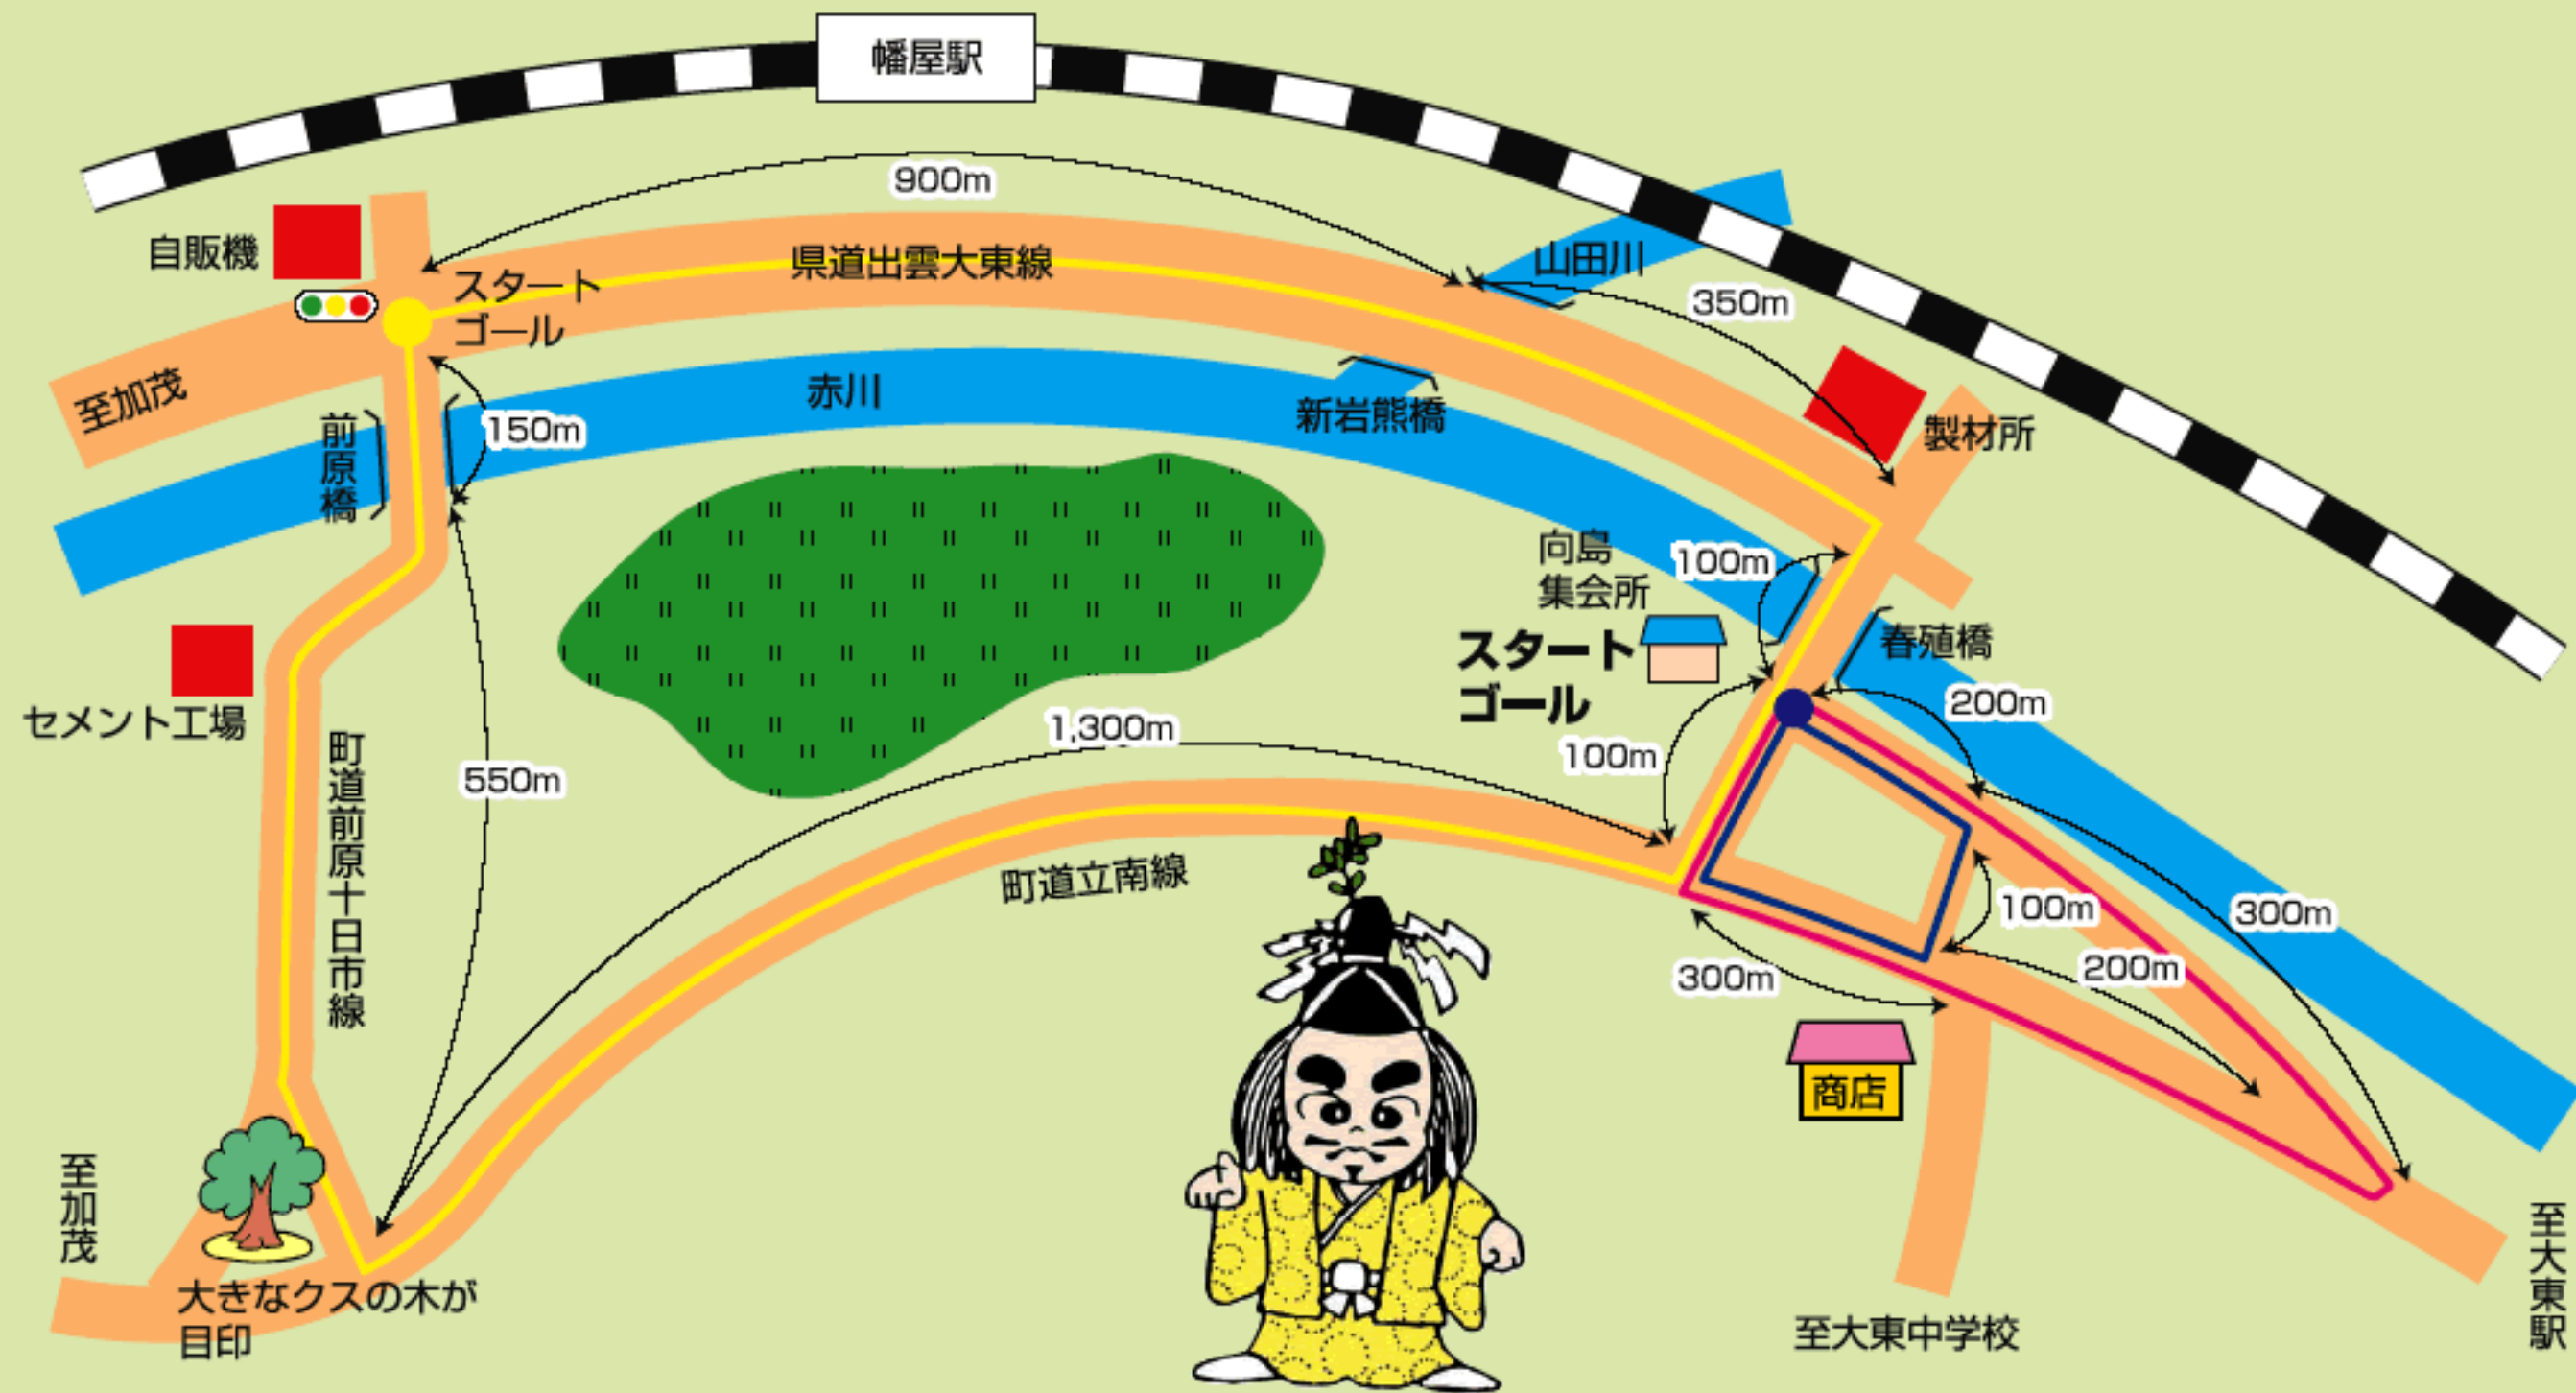 幡屋駅
900m
自販機
スタート
ゴール
県道出雲大東線
山田川
350m
至加茂
前原橋
150m
赤川
新岩熊橋
製材所
向島
集会所
100m
スタート
ゴール
春殖橋
200m
セメント工場
町道前原十日市線
550m
1,300m
100m
町道立南線
100m
300m
200m
300m
商店
至加茂
大きなクスの木が
目印
至大東中学校
至大東駅